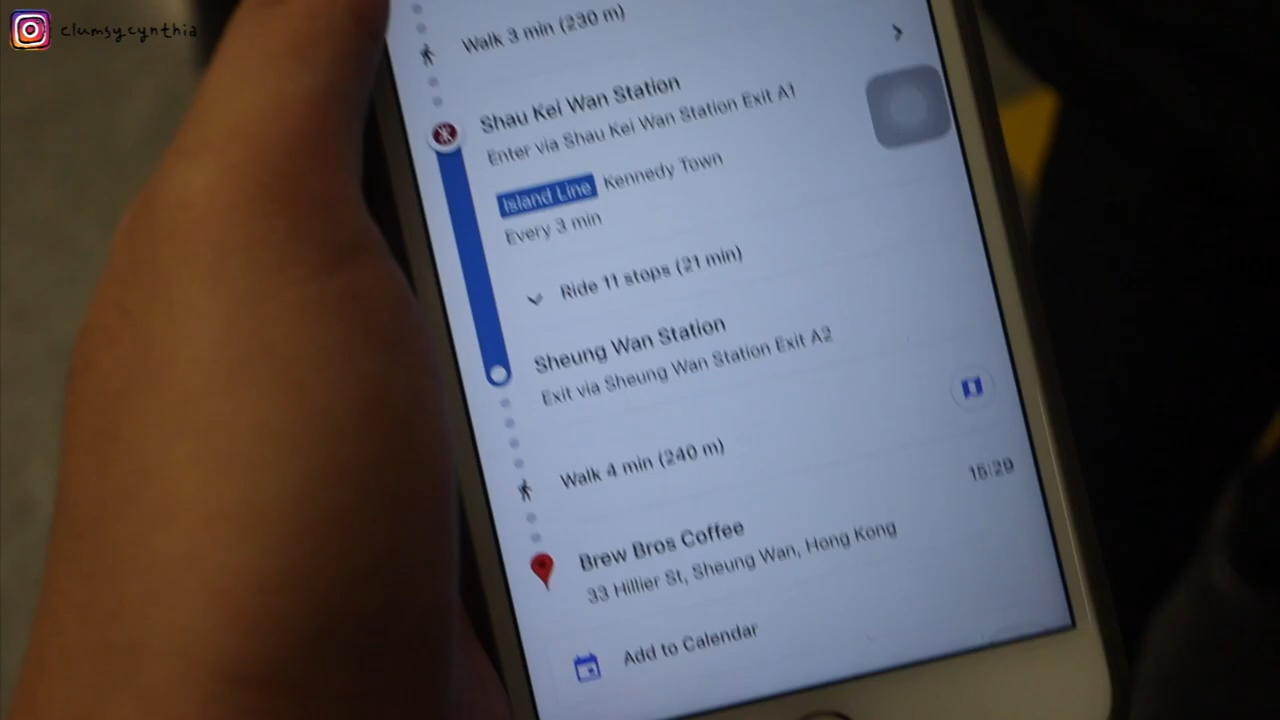 clumsy.cynthia
Walk 3 min (230 m)
Shau Kei Wan Station
Enter via Shau Kei Wan Station Exit A1
Island Line Kennedy Town
Every 3 min
Ride 11 stops (21 min)
Sheung Wan Station
Exit via Sheung Wan Station Exit A2
Walk 4 min (240 m)
16:29
Brew Bros Coffee
33 Hillier St, Sheung Wan, Hong Kong
Add to Calendar